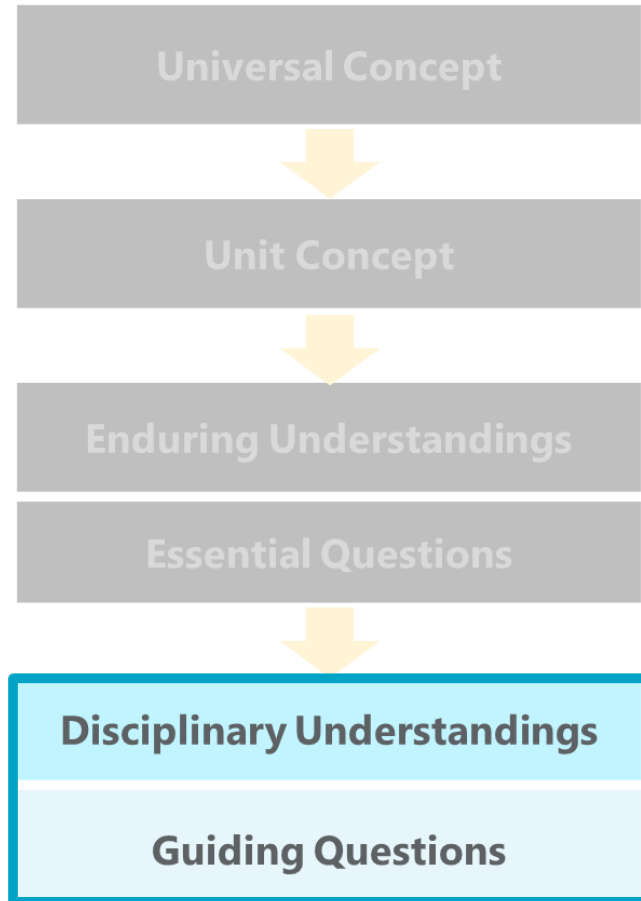 Universal Concept
Unit Concept
Enduring Understandings
Essential Questions
Disciplinary Understandings
Guiding Questions